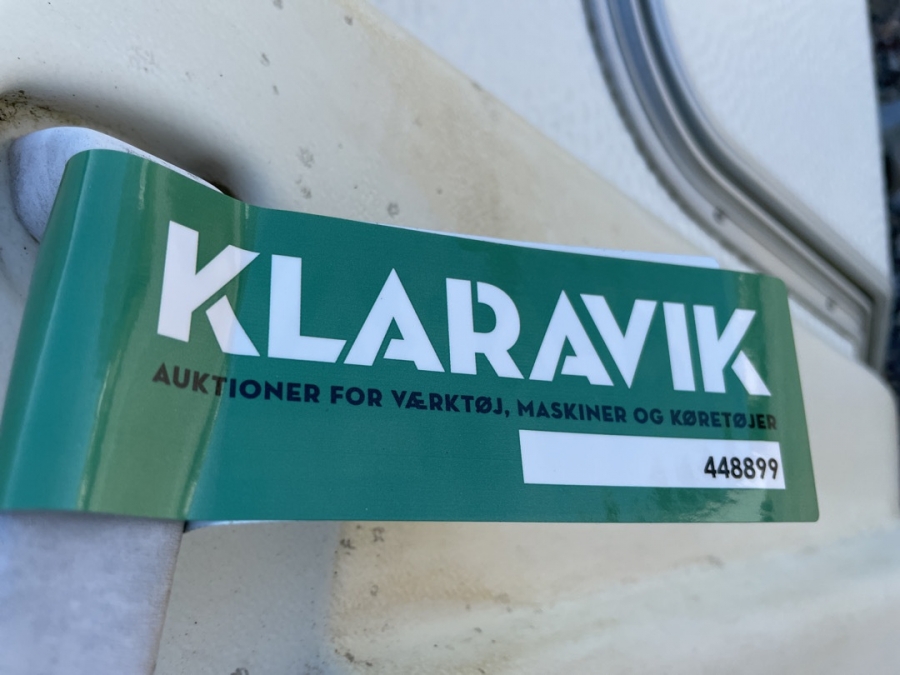 KLARAVIK
AUKTIONER FOR VÆRKTØJ, MASKINER OG KØRETØJER
448899